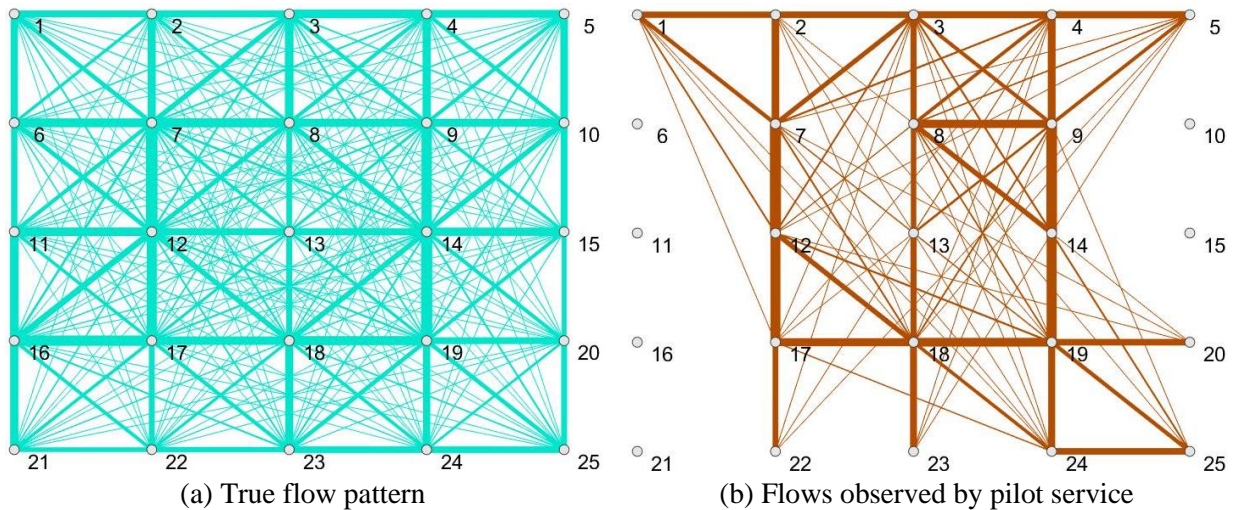 1 2 3 4 5 1 2 3 4 5
6 7 8 9 10 6 7 8 9 10
11 12 13 14 15 11 12 13 14 15
16 17 18 19 20 16 17 18 19 20
21 22 23 24 25 21 22 23 24 25
(a) True flow pattern (b) Flows observed by pilot service